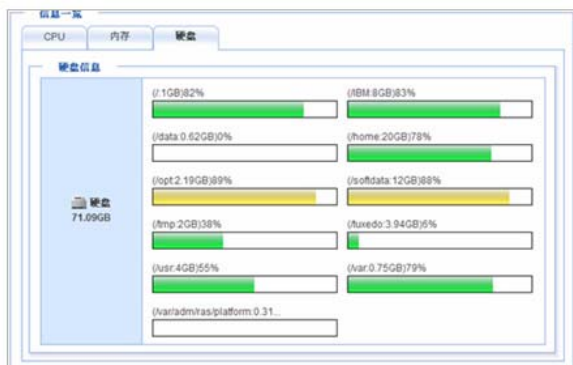 信息一览
CPU 内存 硬盘
硬盘信息
(/:1GB)82% (/IBM:8GB)83%
(/data:0.62GB)0% (/home:20GB)78%
(/opt:2.19GB)89% (/softdata:12GB)88%
硬盘
71.09GB
(/tmp:2GB)38% (/tuxedo:3.94GB)6%
(/usr:4GB)55% (/var:0.75GB)79%
(/var/adm/ras/platform:0.31...